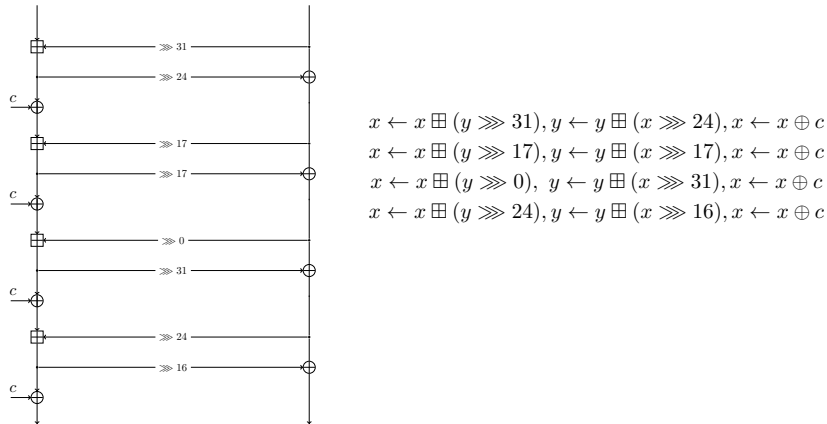 ⋙ 31
⋙ 24
c
⋙ 17
⋙ 17
c
⋙ 0
⋙ 31
c
⋙ 24
⋙ 16
c
x ← x ⊞ (y ⋙ 31), y ← y ⊞ (x ⋙ 24), x ← x ⊕ c
x ← x ⊞ (y ⋙ 17), y ← y ⊞ (x ⋙ 17), x ← x ⊕ c
x ← x ⊞ (y ⋙ 0), y ← y ⊞ (x ⋙ 31), x ← x ⊕ c
x ← x ⊞ (y ⋙ 24), y ← y ⊞ (x ⋙ 16), x ← x ⊕ c